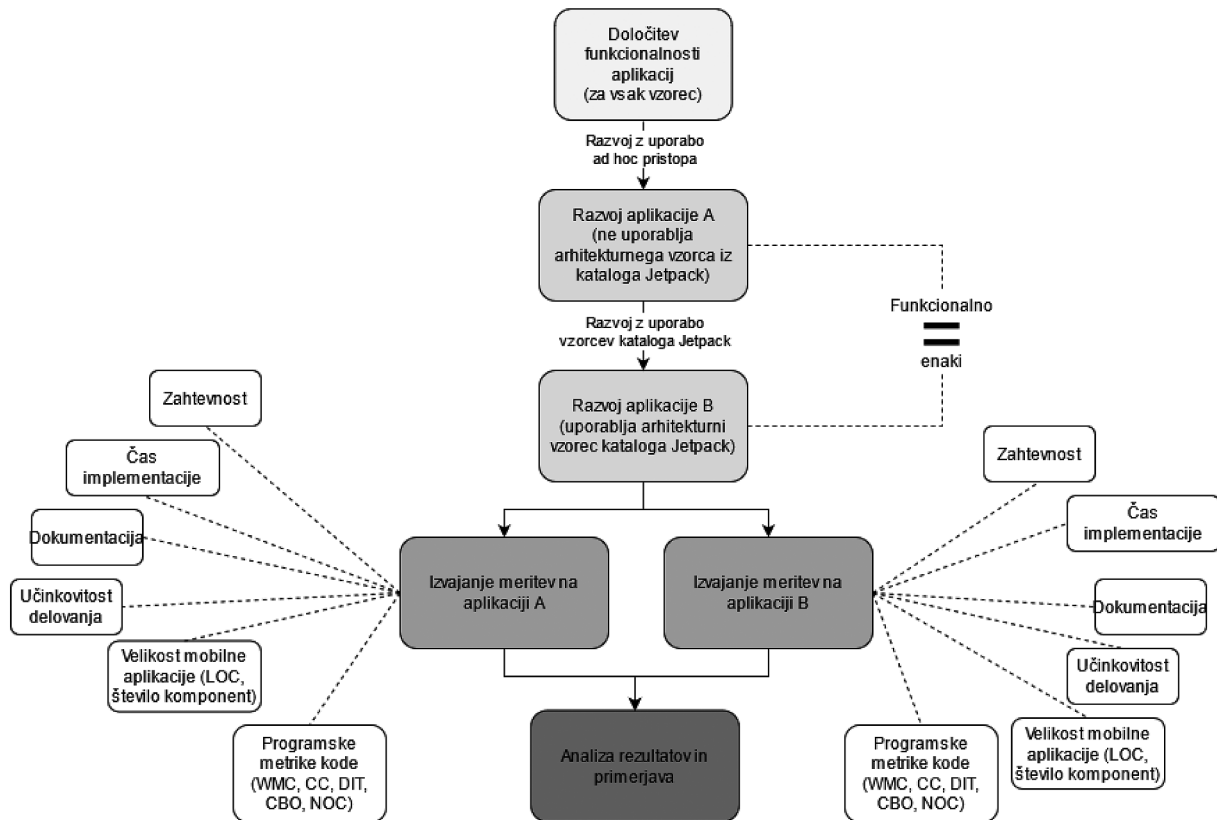 Določitev
funkcionalnosti
aplikacij
(za vsak vzorec)
Razvoj z uporabo
ad hoc pristopa
Razvoj aplikacije A
(ne uporablja
arhitekturnega vzorca iz
kataloga Jetpack)
Funkcionalno
enaki
Razvoj z uporabo
vzorcev kataloga Jetpack
Razvoj aplikacije B
(uporablja arhitekturni
vzorec kataloga Jetpack)
Zahtevnost
Čas
implementacije
Dokumentacija
Učinkovitost
delovanja
Velikost mobilne
aplikacije (LOC,
število komponent)
Programske
metrike kode
(WMC, CC, DIT,
CBO, NOC)
Izvajanje meritev na
aplikaciji A
Izvajanje meritev na
aplikaciji B
Zahtevnost
Čas
implementacije
Dokumentacija
Učinkovitost
delovanja
Velikost mobilne
aplikacije (LOC,
število komponent)
Programske
metrike kode
(WMC, CC, DIT,
CBO, NOC)
Analiza rezultatov in
primerjava